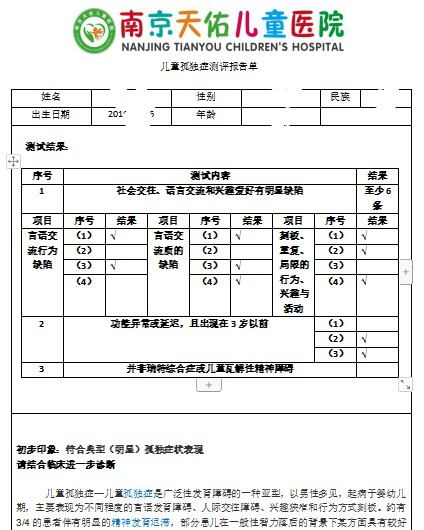 南京天佑儿童医院
NANJING TIANYOU CHILDREN'S HOSPITAL
儿童孤独症测评报告单
姓名 性别 民族
出生日期 201 年龄
测试结果:
序号 测试内容 结果
1 社会交往、语言交流和兴趣爱好有明显缺陷 至少6
条
项目 序号 结果 项目 序号 结果 项目 序号 结果
言语交 (1) √ 语言交 (1) √ 刻板、 (1) √
流行为 (2) 流质的 (2) 重复、 (2)
缺陷 (3) √ 缺陷 (3) √ 局限的 (3) √
(4) (4) √ 行为、 (4) √
兴趣与
活动
2 功能异常或延迟,且出现在3岁以前 (1)
(2) √
(3) √
3 并非瑞特综合症或儿童瓦解性精神障碍
初步印象:符合典型(明显)孤独症状表现
请结合临床进一步诊断
儿童孤独症—儿童孤独症是广泛性发育障碍的一种亚型,以男性多见,起病于婴幼儿
期,主要表现为不同程度的言语发育障碍、人际交往障碍、兴趣狭窄和行为方式刻板。约有
3/4的患者伴有明显的精神发育迟滞,部分患儿在一般性智力落后的背景下某方面具有较好